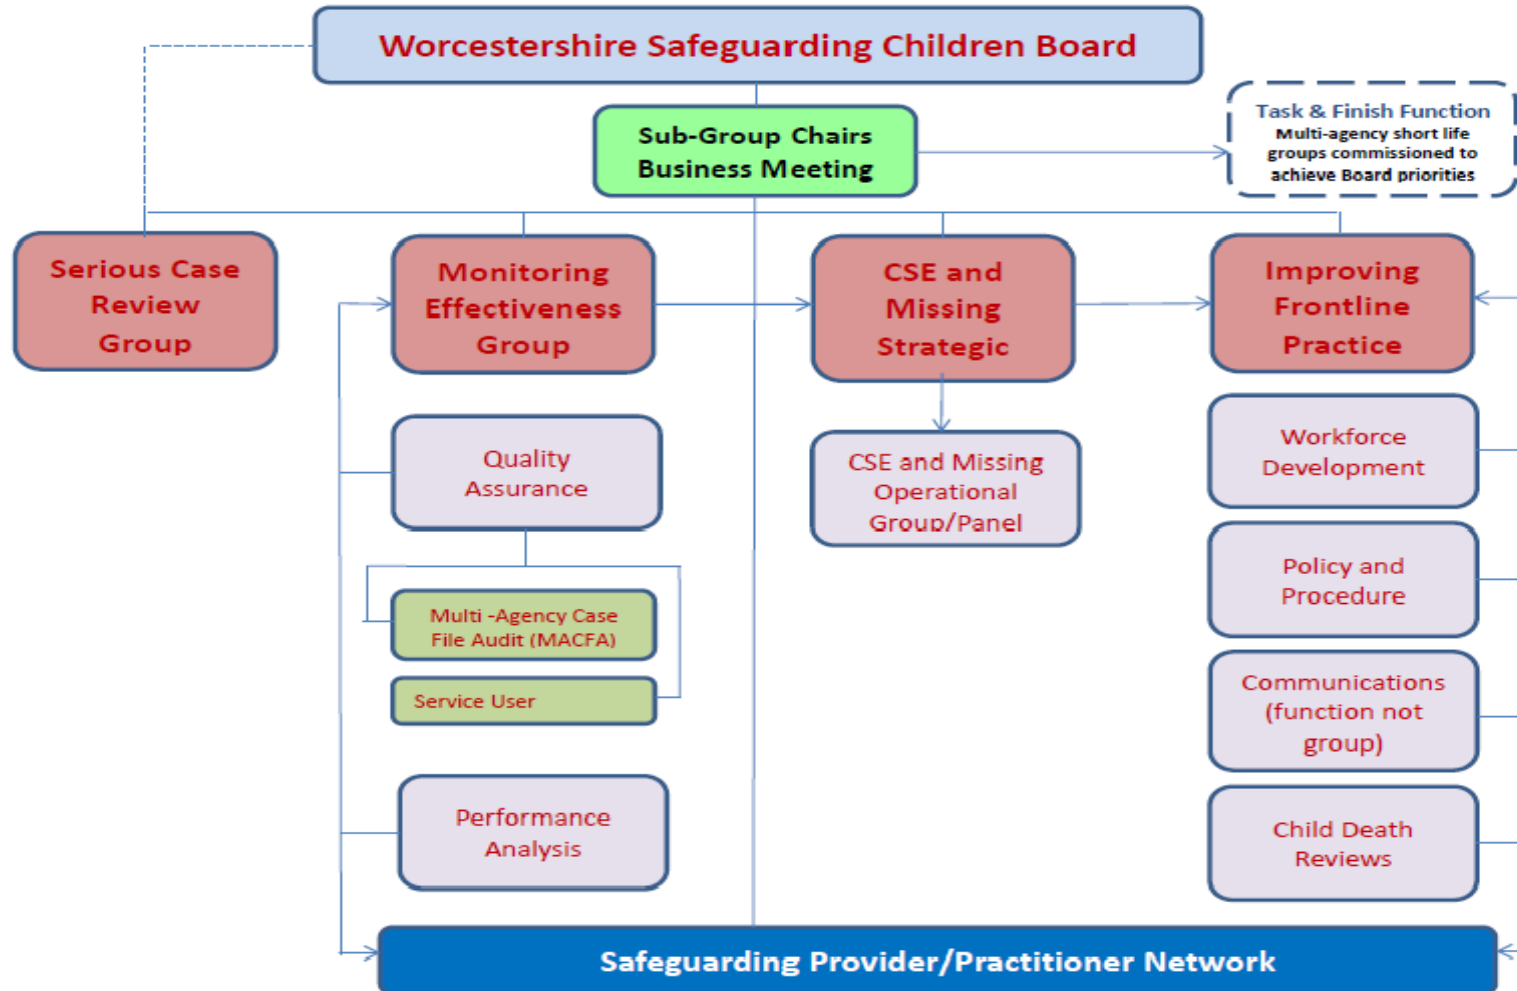 Worcestershire Safeguarding Children Board
Sub-Group Chairs
Business Meeting
Task & Finish Function
Multi-agency short life
groups commissioned to
achieve Board priorities
Serious Case
Review
Group
Monitoring
Effectiveness
Group
CSE and
Missing
Strategic
Improving
Frontline
Practice
Quality
Assurance
CSE and Missing
Operational
Group/Panel
Workforce
Development
Multi -Agency Case
File Audit (MACFA)
Service User
Policy and
Procedure
Communications
(function not
group)
Performance
Analysis
Child Death
Reviews
Safeguarding Provider/Practitioner Network